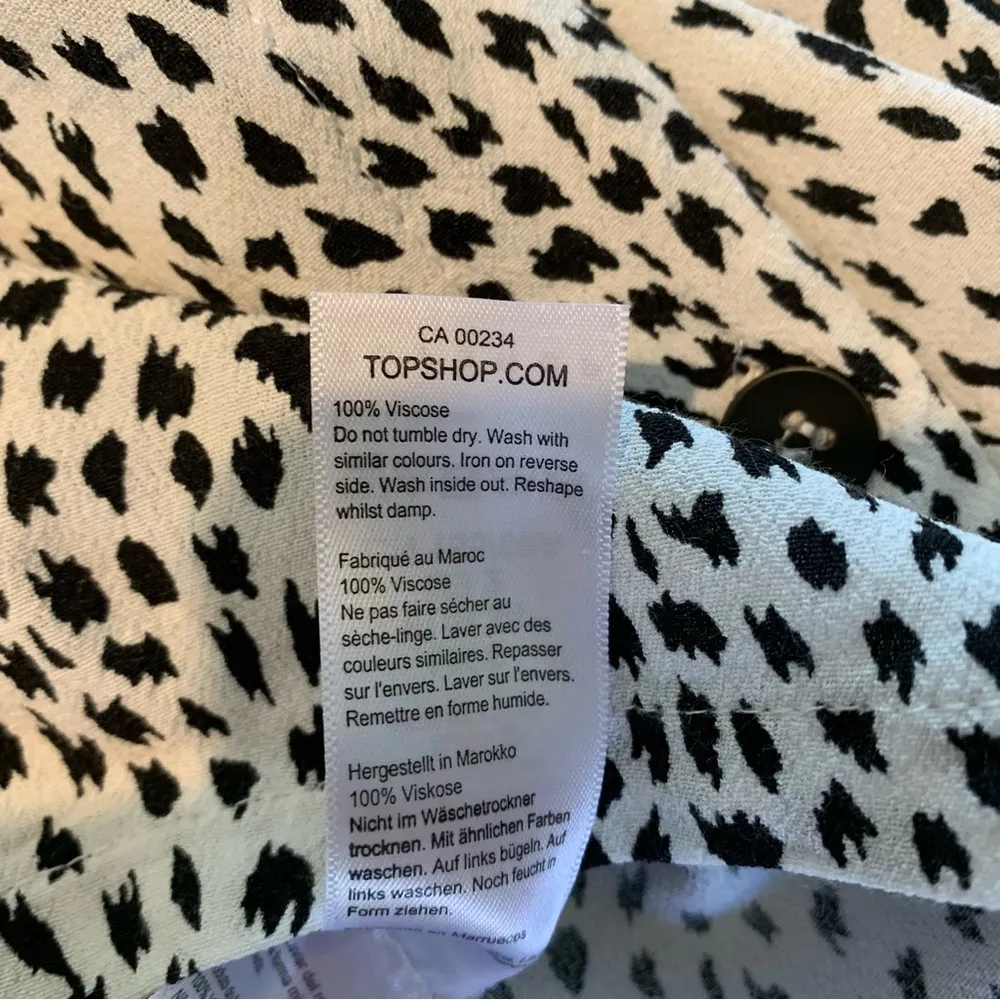 CA 00234
TOPSHOP.COM
100% Viscose
Do not tumble dry. Wash with
similar colours. Iron on reverse
side. Wash inside out. Reshape
whilst damp.
Fabriqué au Maroc
100% Viscose
Ne pas faire sécher au
sèche-linge. Laver avec des
couleurs similaires. Repasser
sur l'envers. Laver sur l'envers.
Remettre en forme humide.
Hergestellt in Marokko
100% Viskose
Nicht im Wäschetrockner
trocknen. Mit ähnlichen Farben
waschen. Auf links bügeln. Auf
links waschen. Noch feucht in
Form ziehen.
en Marruecos